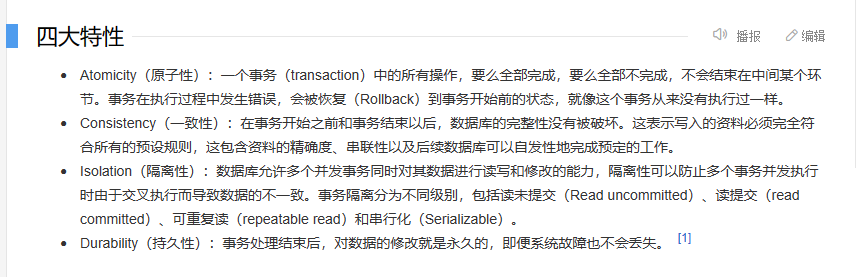 四大特性
播报 编辑
Atomicity（原子性）：一个事务（transaction）中的所有操作，要么全部完成，要么全部不完成，不会结束在中间某个环
节。事务在执行过程中发生错误，会被恢复（Rollback）到事务开始前的状态，就像这个事务从来没有执行过一样。
Consistency（一致性）：在事务开始之前和事务结束以后，数据库的完整性没有被破坏。这表示写入的资料必须完全符
合所有的预设规则，这包含资料的精确度、串联性以及后续数据库可以自发性地完成预定的工作。
Isolation（隔离性）：数据库允许多个并发事务同时对其数据进行读写和修改的能力，隔离性可以防止多个事务并发执行
时由于交叉执行而导致数据的不一致。事务隔离分为不同级别，包括读未提交（Read uncommitted）、读提交（read
committed）、可重复读（repeatable read）和串行化（Serializable）。
Durability（持久性）：事务处理结束后，对数据的修改就是永久的，即便系统故障也不会丢失。 [1]